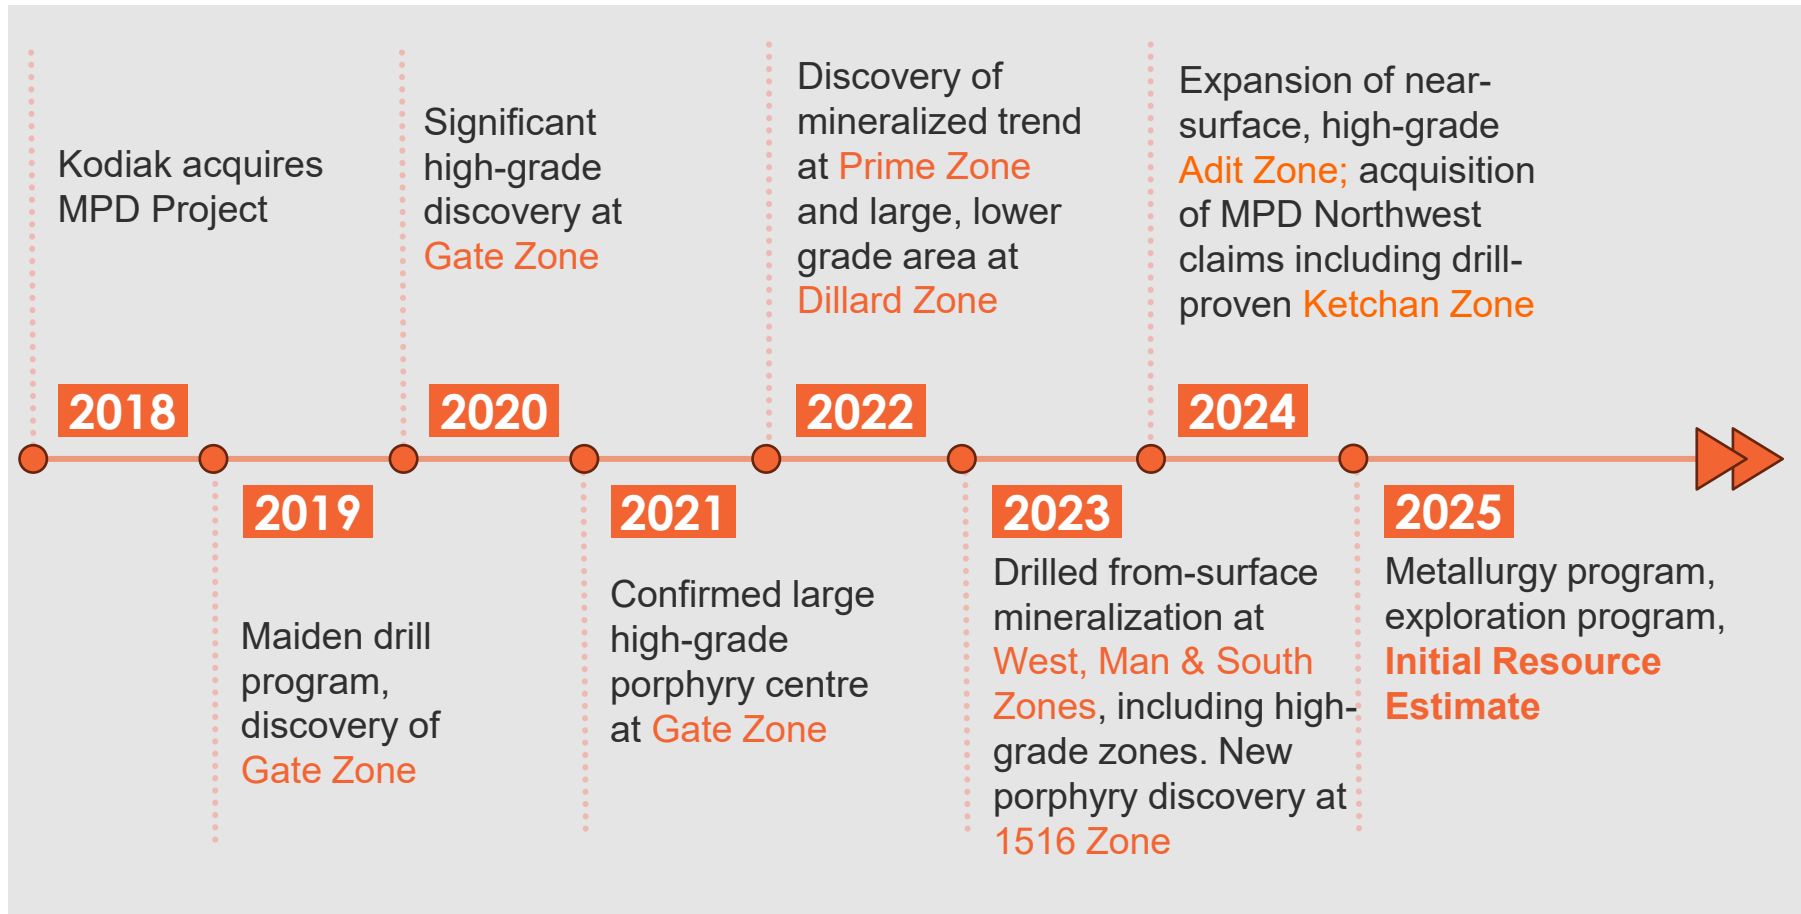 Kodiak acquires
MPD Project
2018
2019
Maiden drill
program,
discovery of
Gate Zone
Significant
high-grade
discovery at
Gate Zone
2020
2021
Confirmed large
high-grade
porphyry centre
at Gate Zone
Discovery of
mineralized trend
at Prime Zone
and large, lower
grade area at
Dillard Zone
2022
2023
Drilled from-surface
mineralization at
West, Man & South
Zones, including high-
grade zones. New
porphyry discovery at
1516 Zone
Expansion of near-
surface, high-grade
Adit Zone; acquisition
of MPD Northwest
claims including drill-
proven Ketchan Zone
2024
2025
Metallurgy program,
exploration program,
Initial Resource
Estimate